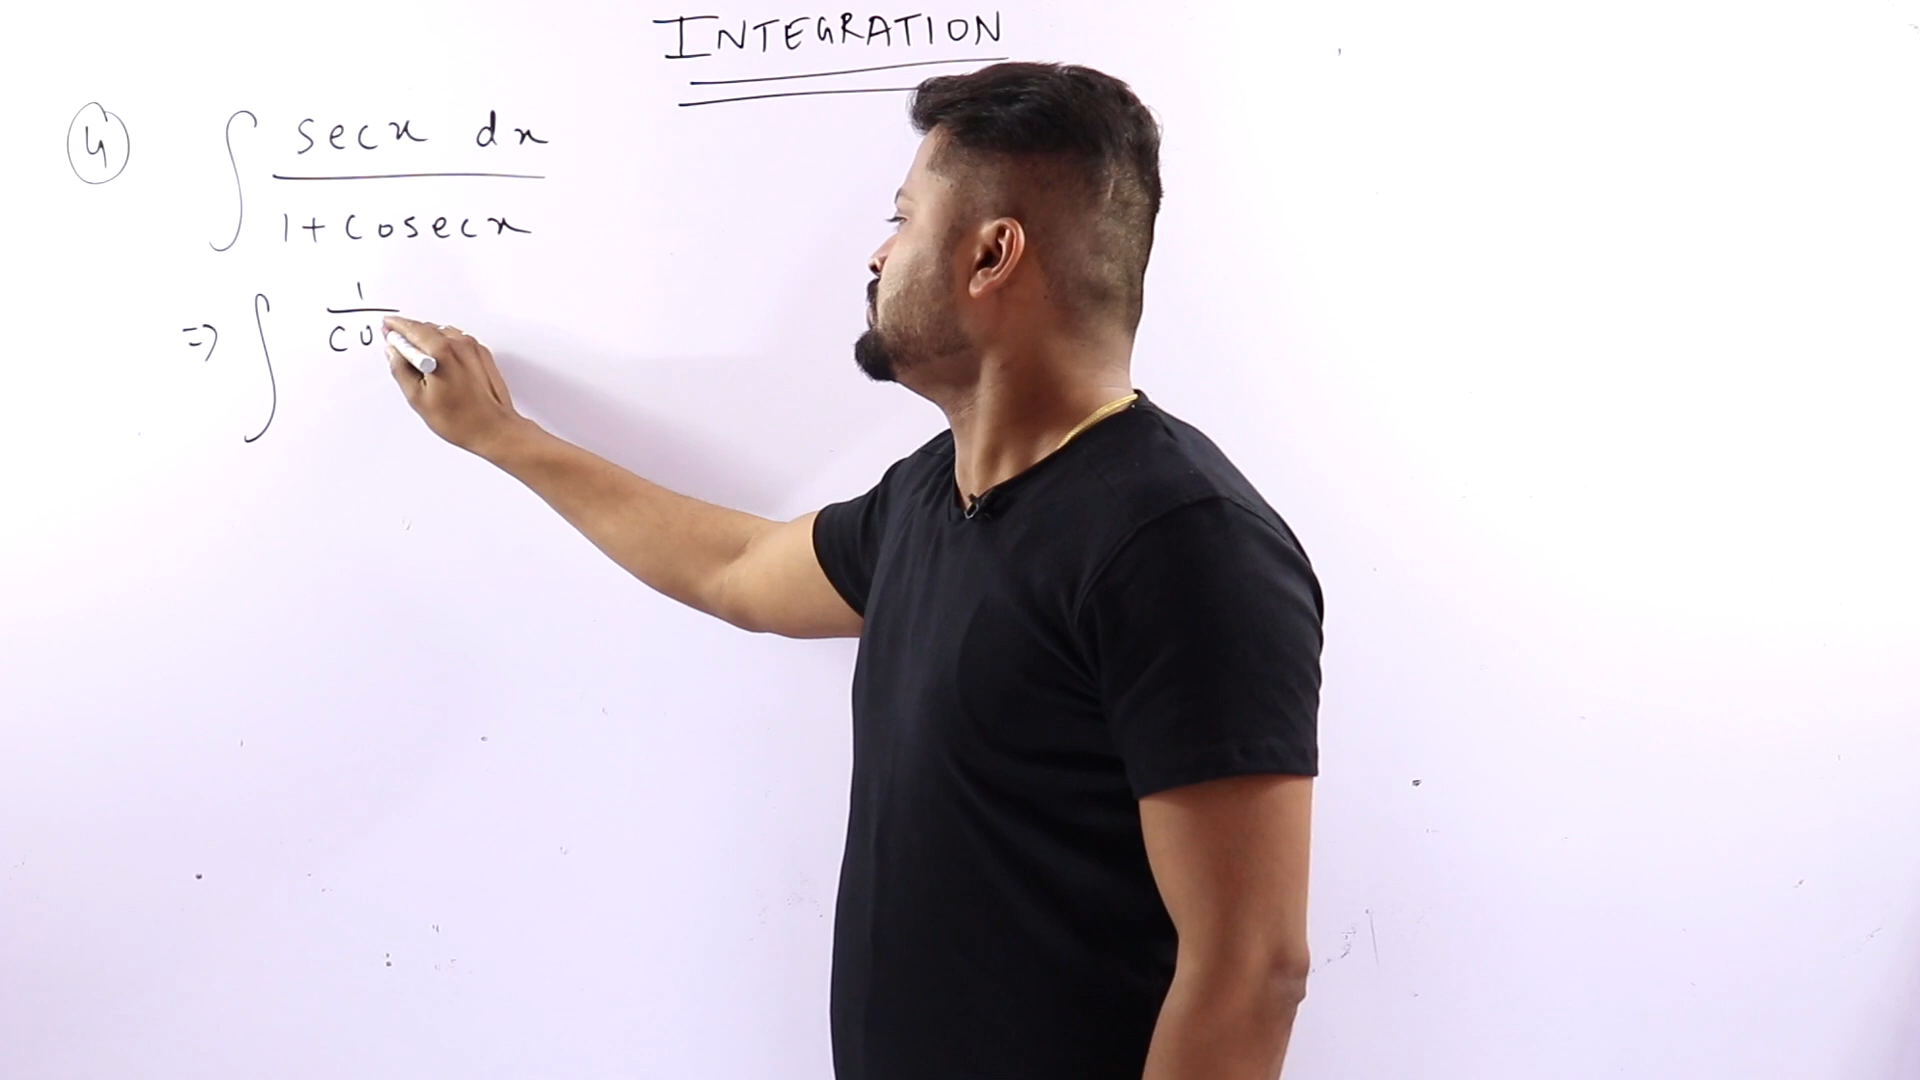 INTEGRATION
4 ∫ secx dx
1 + cosecx
⇒ ∫ 1
co